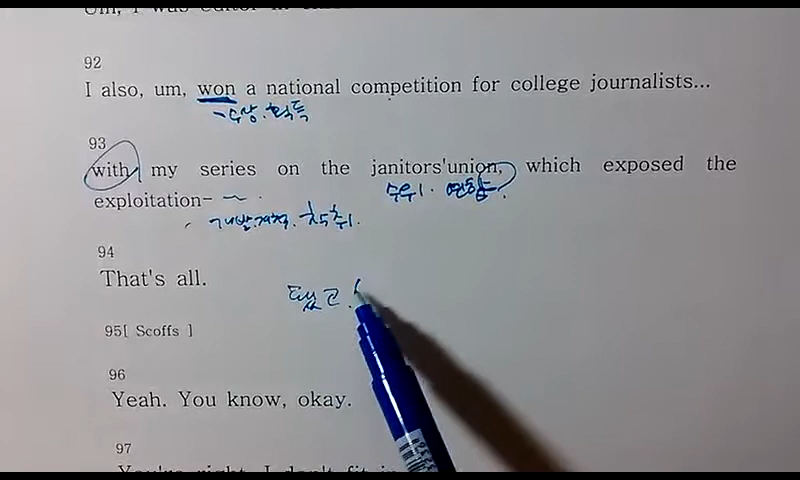 92
I also, um, won a national competition for college journalists...
수상. 획득
93
with my series on the janitors'union, which exposed the
수위. 연합
exploitation-
개발.개척. 착취.
94
That's all.
됐고.
95[ Scoffs ]
96
Yeah. You know, okay.
97